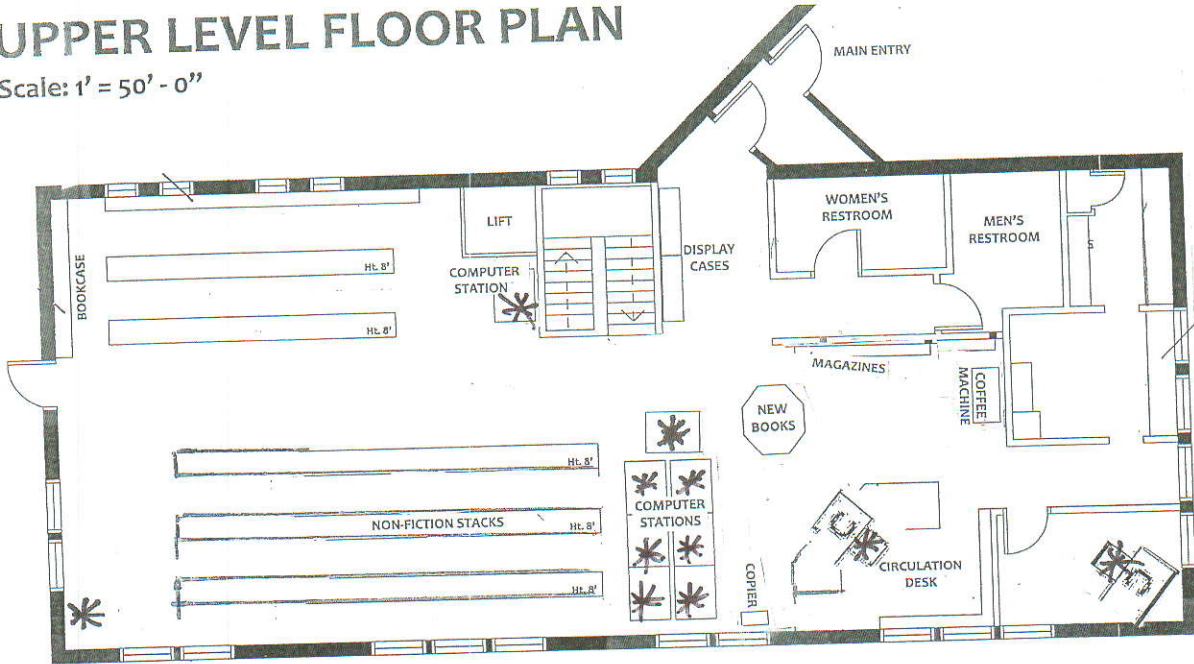 UPPER LEVEL FLOOR PLAN
Scale: 1' = 50' - 0"
MAIN ENTRY
WOMEN'S
RESTROOM
MEN'S
RESTROOM
LIFT
DISPLAY
CASES
S
BOOKCASE
Ht. 8'
COMPUTER
STATION
Ht. 8'
MAGAZINES
COFFEE
MACHINE
NEW
BOOKS
Ht. 8'
NON-FICTION STACKS
Ht. 8'
COMPUTER
STATIONS
Ht. 8'
COPIER
CIRCULATION
DESK